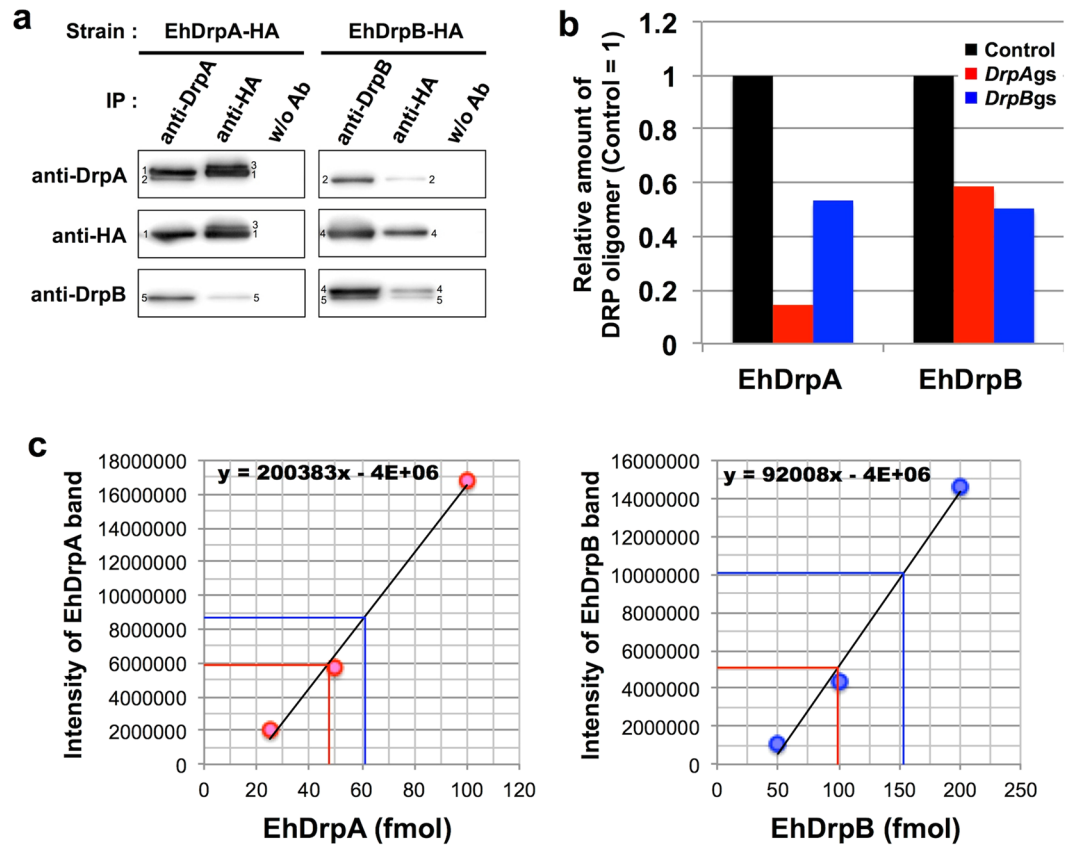 a
Strain : EhDrpA-HA EhDrpB-HA
IP : anti-DrpA anti-HA w/o Ab anti-DrpB anti-HA w/o Ab
anti-DrpA 1 2 3 1 2 2
anti-HA 1 3 1 4 4
anti-DrpB 5 5 4 5 4 5
b
Relative amount of
DRP oligomer (Control = 1)
1.2
1
0.8
0.6
0.4
0.2
0
Control
DrpAgs
DrpBgs
EhDrpA EhDrpB
c
Intensity of EhDrpA band
y = 200383x - 4E+06
18000000
16000000
14000000
12000000
10000000
8000000
6000000
4000000
2000000
0
0 20 40 60 80 100 120
EhDrpA (fmol)
Intensity of EhDrpB band
y = 92008x - 4E+06
16000000
14000000
12000000
10000000
8000000
6000000
4000000
2000000
0
0 50 100 150 200 250
EhDrpB (fmol)